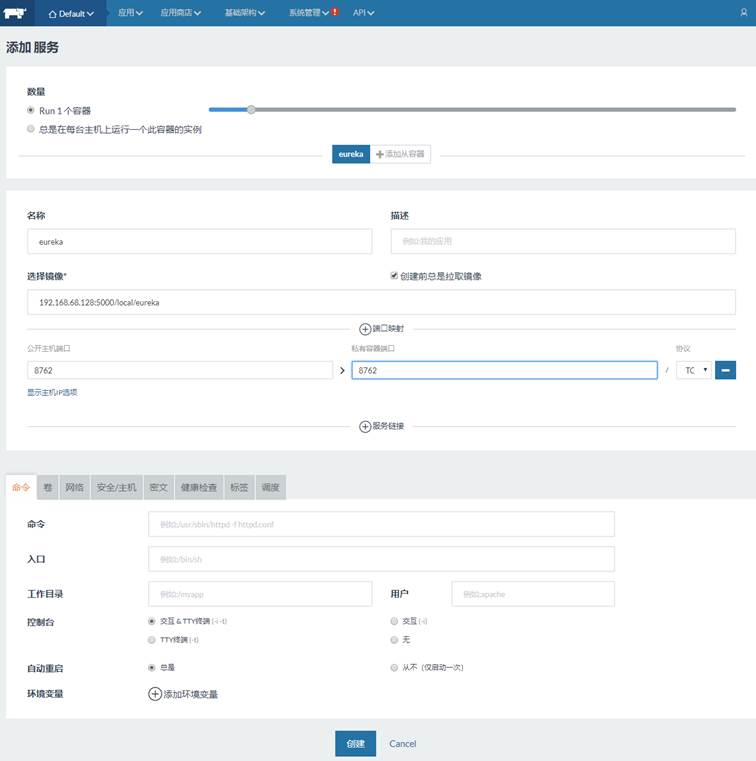 Default 应用 应用商店 基础架构 系统管理 ! API
添加 服务
数量
Run 1 个容器
总是在每台主机上运行一个此容器的实例
eureka 添加从容器
名称 描述
eureka 例如:我的应用
选择镜像* 创建前总是拉取镜像
192.168.68.128:5000/local/eureka
端口映射
公开主机端口 私有容器端口 协议
8762 8762 / TC
显示主机IP选项
服务链接
命令 卷 网络 安全/主机 密文 健康检查 标签 调度
命令 例如:/usr/sbin/httpd -f httpd.conf
入口 例如:/bin/sh
工作目录 例如:/myapp 用户 例如:apache
控制台 交互 & TTY终端 (-i -t) 交互 (-i)
TTY终端 (-t) 无
自动重启 总是 从不（仅启动一次）
环境变量 添加环境变量
创建 Cancel